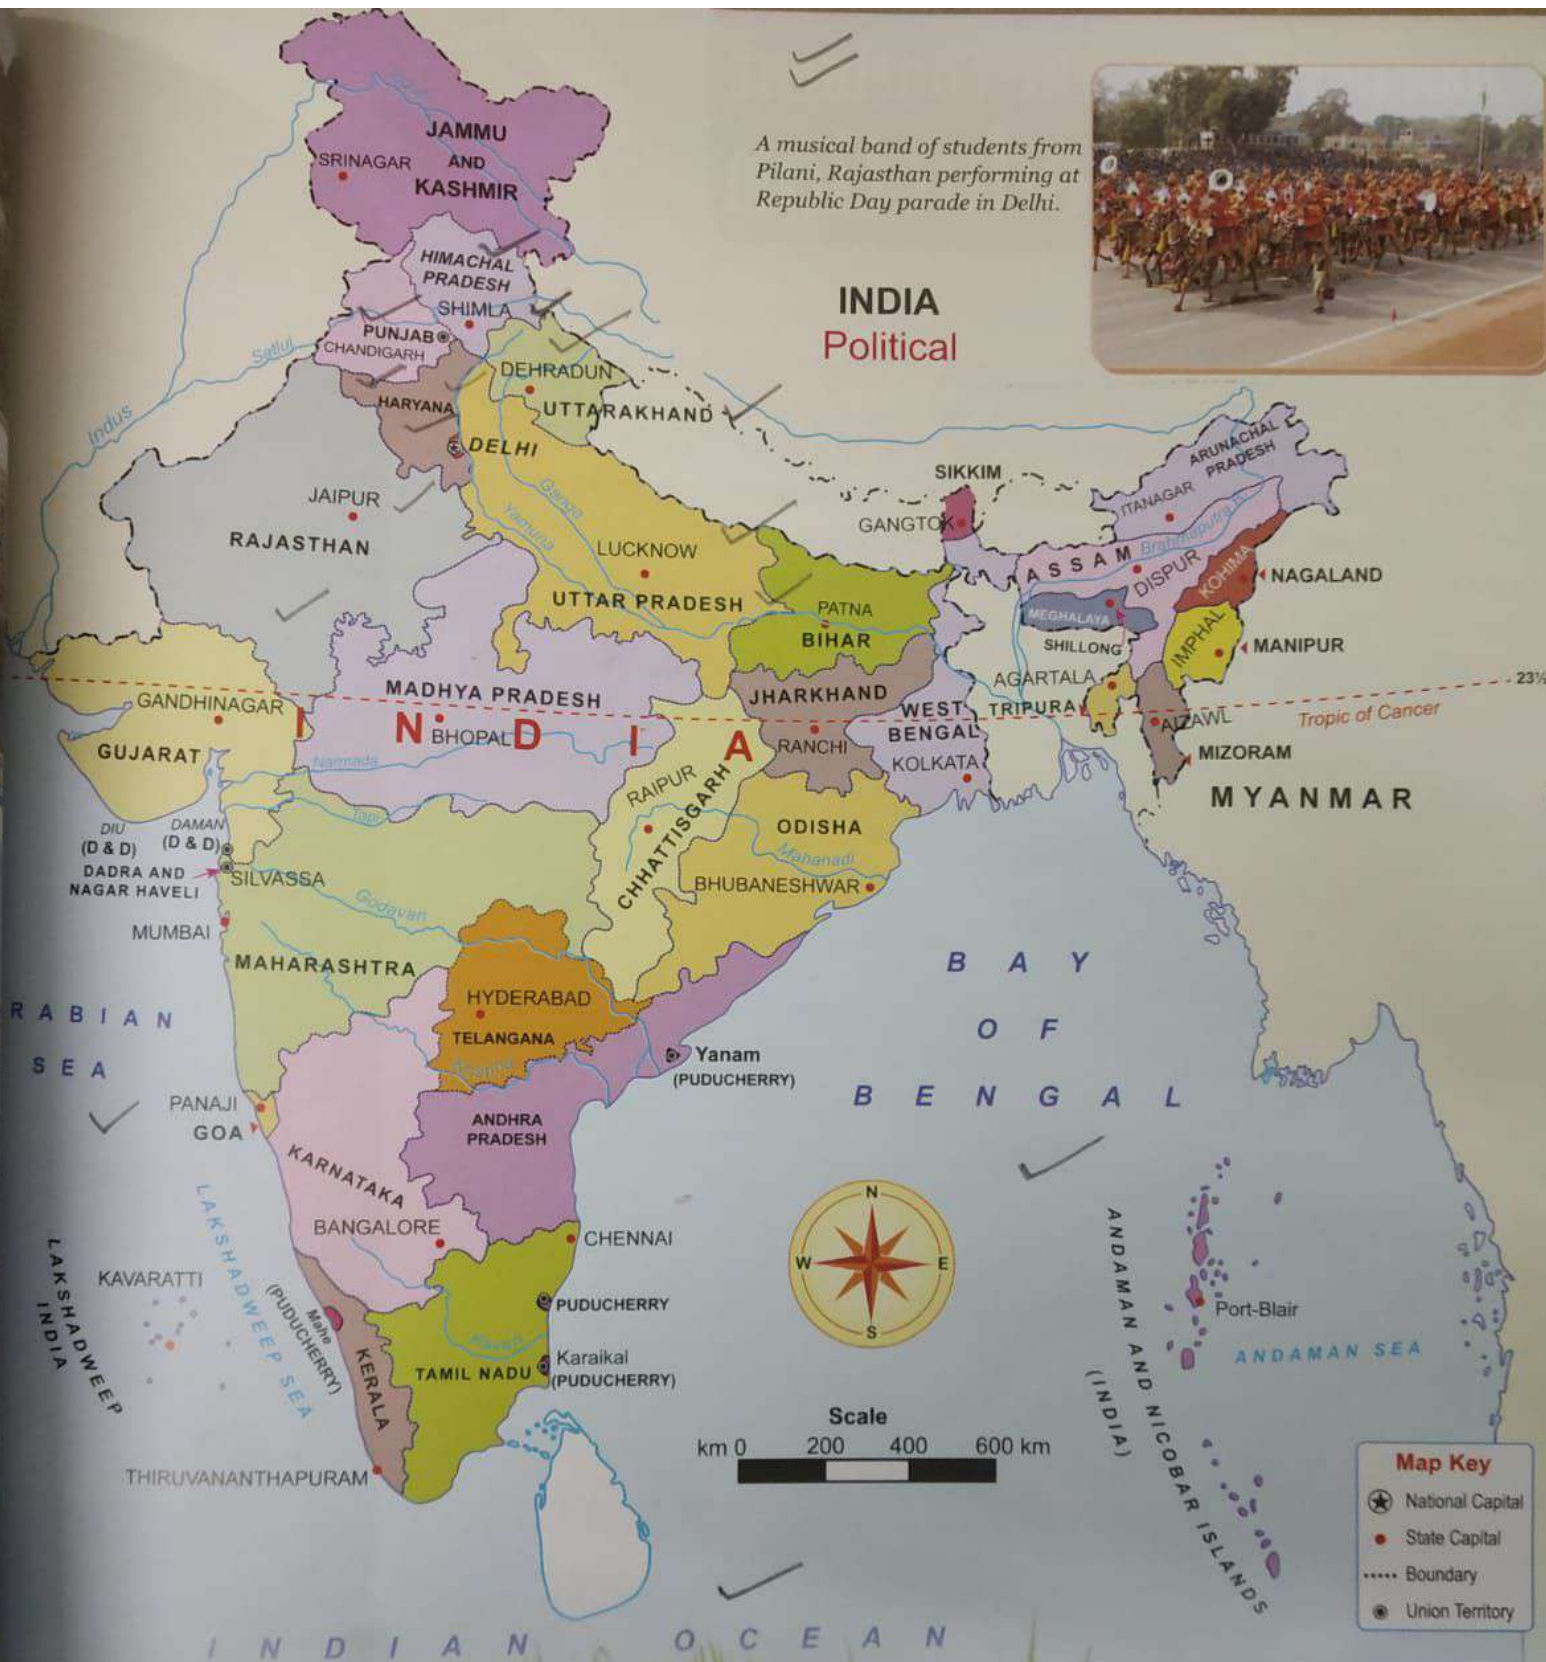 A musical band of students from
Pilani, Rajasthan performing at
Republic Day parade in Delhi.
INDIA
Political
JAMMU
AND
KASHMIR
SRINAGAR
HIMACHAL
PRADESH
SHIMLA
PUNJAB
CHANDIGARH
Satluj
Indus
HARYANA
DEHRADUN
UTTARAKHAND
DELHI
JAIPUR
RAJASTHAN
Ganga
Yamuna
LUCKNOW
UTTAR PRADESH
SIKKIM
GANGTOK
ARUNACHAL
PRADESH
ITANAGAR
ASSAM
Brahmaputra R.
DISPUR
KOHIMA
NAGALAND
MEGHALAYA
SHILLONG
IMPHAL
MANIPUR
PATNA
BIHAR
AGARTALA
TRIPURA
AIZAWL
MIZORAM
23½
Tropic of Cancer
MYANMAR
GANDHINAGAR
GUJARAT
MADHYA PRADESH
INDIA
BHOPAL
Narmada
JHARKHAND
RANCHI
WEST
BENGAL
KOLKATA
RAIPUR
CHHATTISGARH
ODISHA
Mahanadi
BHUBANESHWAR
Tapi
DIU
(D & D)
DAMAN
(D & D)
DADRA AND
NAGAR HAVELI
SILVASSA
MUMBAI
Godavari
MAHARASHTRA
HYDERABAD
TELANGANA
RABIAN
SEA
BAY
OF
BENGAL
Yanam
(PUDUCHERRY)
PANAJI
GOA
ANDHRA
PRADESH
KARNATAKA
BANGALORE
CHENNAI
N
W
E
S
LAKSHADWEEP
INDIA
KAVARATTI
LAKSHADWEEP SEA
Mahe
(PUDUCHERRY)
KERALA
PUDUCHERRY
Kaveri
Karaikal
(PUDUCHERRY)
TAMIL NADU
THIRUVANANTHAPURAM
ANDAMAN AND NICOBAR ISLANDS
(INDIA)
Port-Blair
ANDAMAN SEA
Scale
km 0 200 400 600 km
Map Key
National Capital
State Capital
Boundary
Union Territory
INDIAN OCEAN